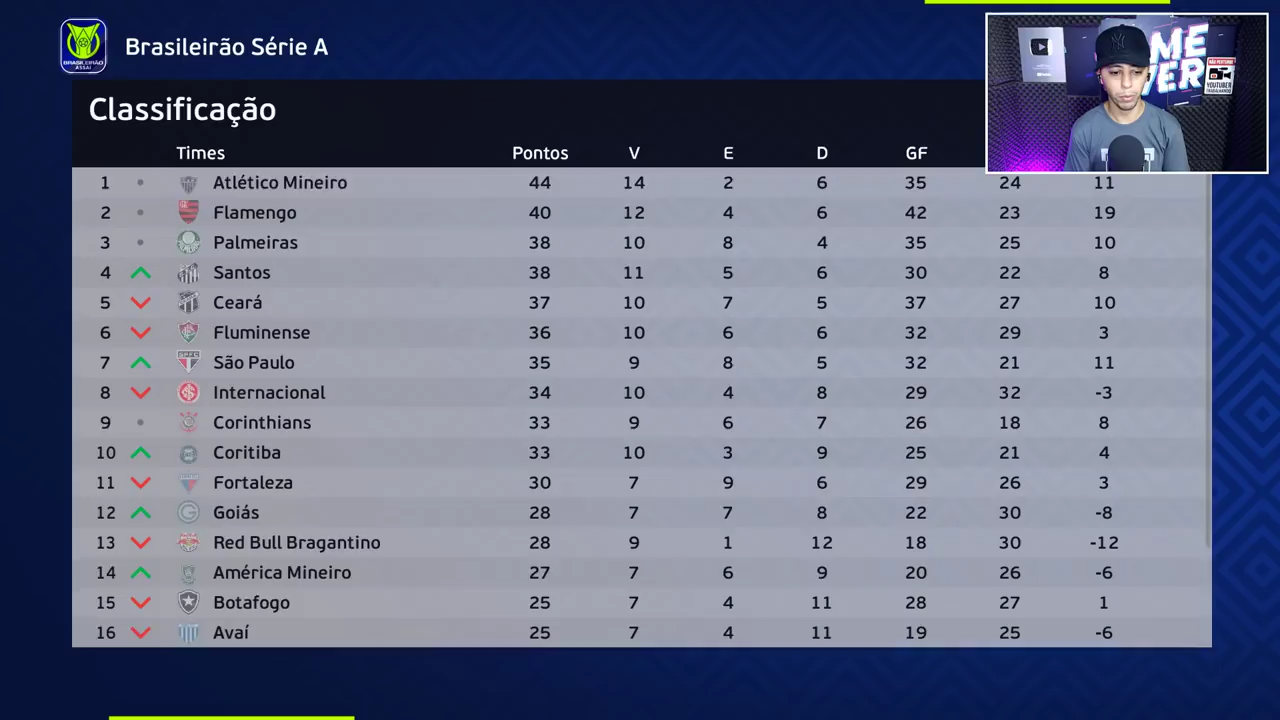 Brasileirão Série A
BRASILEIRÃO
ASSAÍ
Classificação
Times Pontos V E D GF
1 Atlético Mineiro 44 14 2 6 35 24 11
2 Flamengo 40 12 4 6 42 23 19
3 Palmeiras 38 10 8 4 35 25 10
4 Santos 38 11 5 6 30 22 8
5 Ceará 37 10 7 5 37 27 10
6 Fluminense 36 10 6 6 32 29 3
7 São Paulo 35 9 8 5 32 21 11
8 Internacional 34 10 4 8 29 32 -3
9 Corinthians 33 9 6 7 26 18 8
10 Coritiba 33 10 3 9 25 21 4
11 Fortaleza 30 7 9 6 29 26 3
12 Goiás 28 7 7 8 22 30 -8
13 Red Bull Bragantino 28 9 1 12 18 30 -12
14 América Mineiro 27 7 6 9 20 26 -6
15 Botafogo 25 7 4 11 28 27 1
16 Avaí 25 7 4 11 19 25 -6
ME
VER
NÃO PERTURBE
YOUTUBER
TRABALHANDO